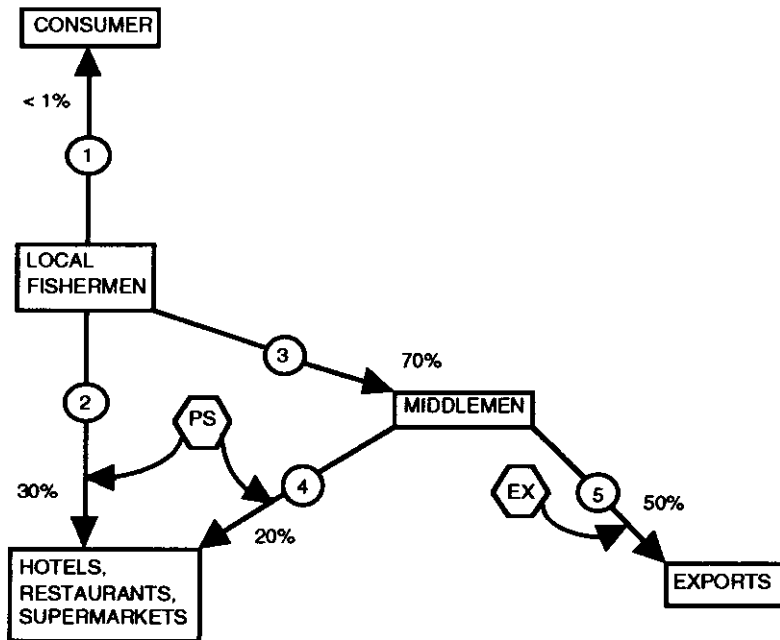 CONSUMER
< 1%
1
LOCAL
FISHERMEN
3
70%
2
PS
MIDDLEMEN
4
EX
5
50%
30%
20%
HOTELS,
RESTAURANTS,
SUPERMARKETS
EXPORTS